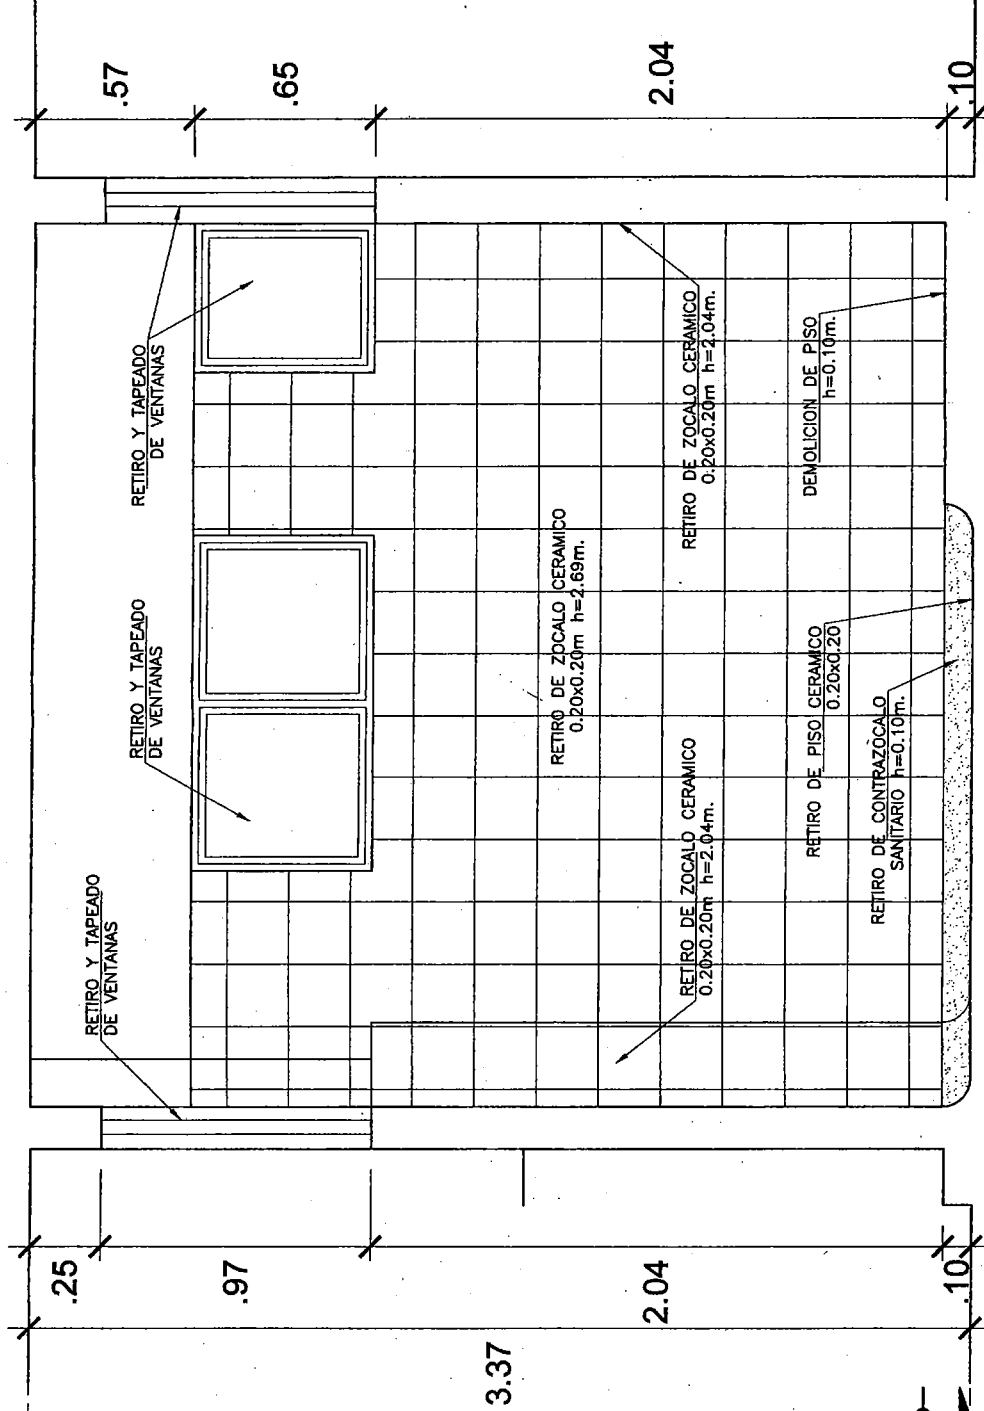 .57
.65
2.04
.10
RETIRO Y TAPEADO
DE VENTANAS
RETIRO Y TAPEADO
DE VENTANAS
RETIRO Y TAPEADO
DE VENTANAS
RETIRO DE ZOCALO CERAMICO
0.20x0.20m h=2.69m.
RETIRO DE ZOCALO CERAMICO
0.20x0.20m h=2.04m.
RETIRO DE ZOCALO CERAMICO
0.20x0.20m h=2.04m.
DEMOLICION DE PISO
h=0.10m.
RETIRO DE PISO CERAMICO
0.20x0.20
RETIRO DE CONTRAZOCALO
SANITARIO h=0.10m.
.25
.97
2.04
.10
3.37